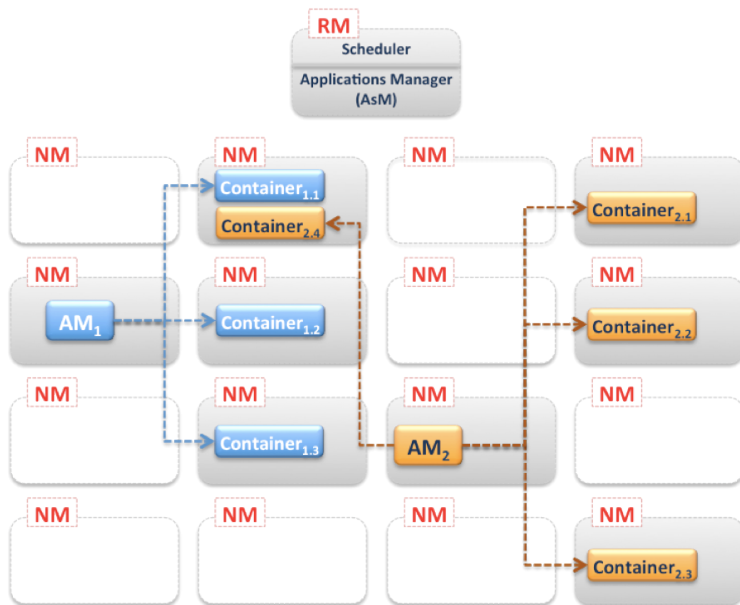 RM
Scheduler
Applications Manager
(AsM)
NM
NM
NM
NM
Container1.1
Container2.4
Container2.1
NM
NM
NM
NM
AM1
Container1.2
Container2.2
NM
NM
NM
NM
Container1.3
AM2
NM
NM
NM
NM
Container2.3